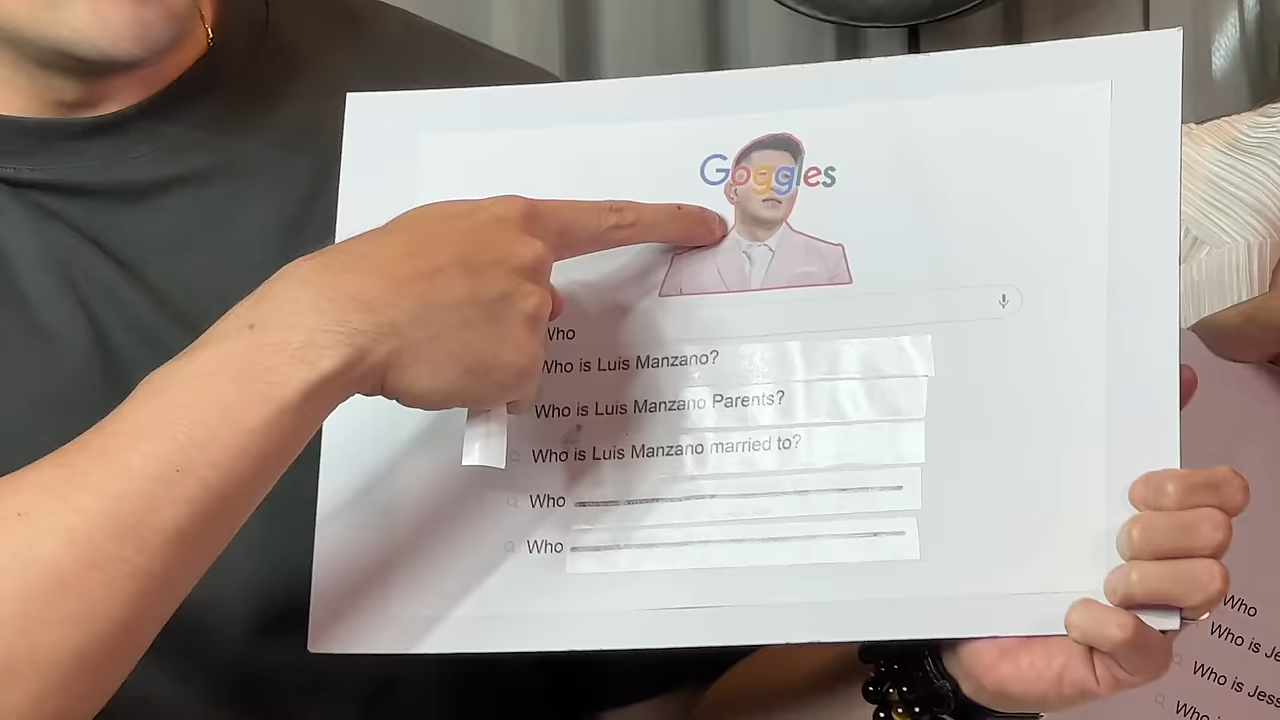 Goggles
Who
Who is Luis Manzano?
Who is Luis Manzano Parents?
Who is Luis Manzano married to?
Who
Who
Who
Who is Je
Who is Jess
Who